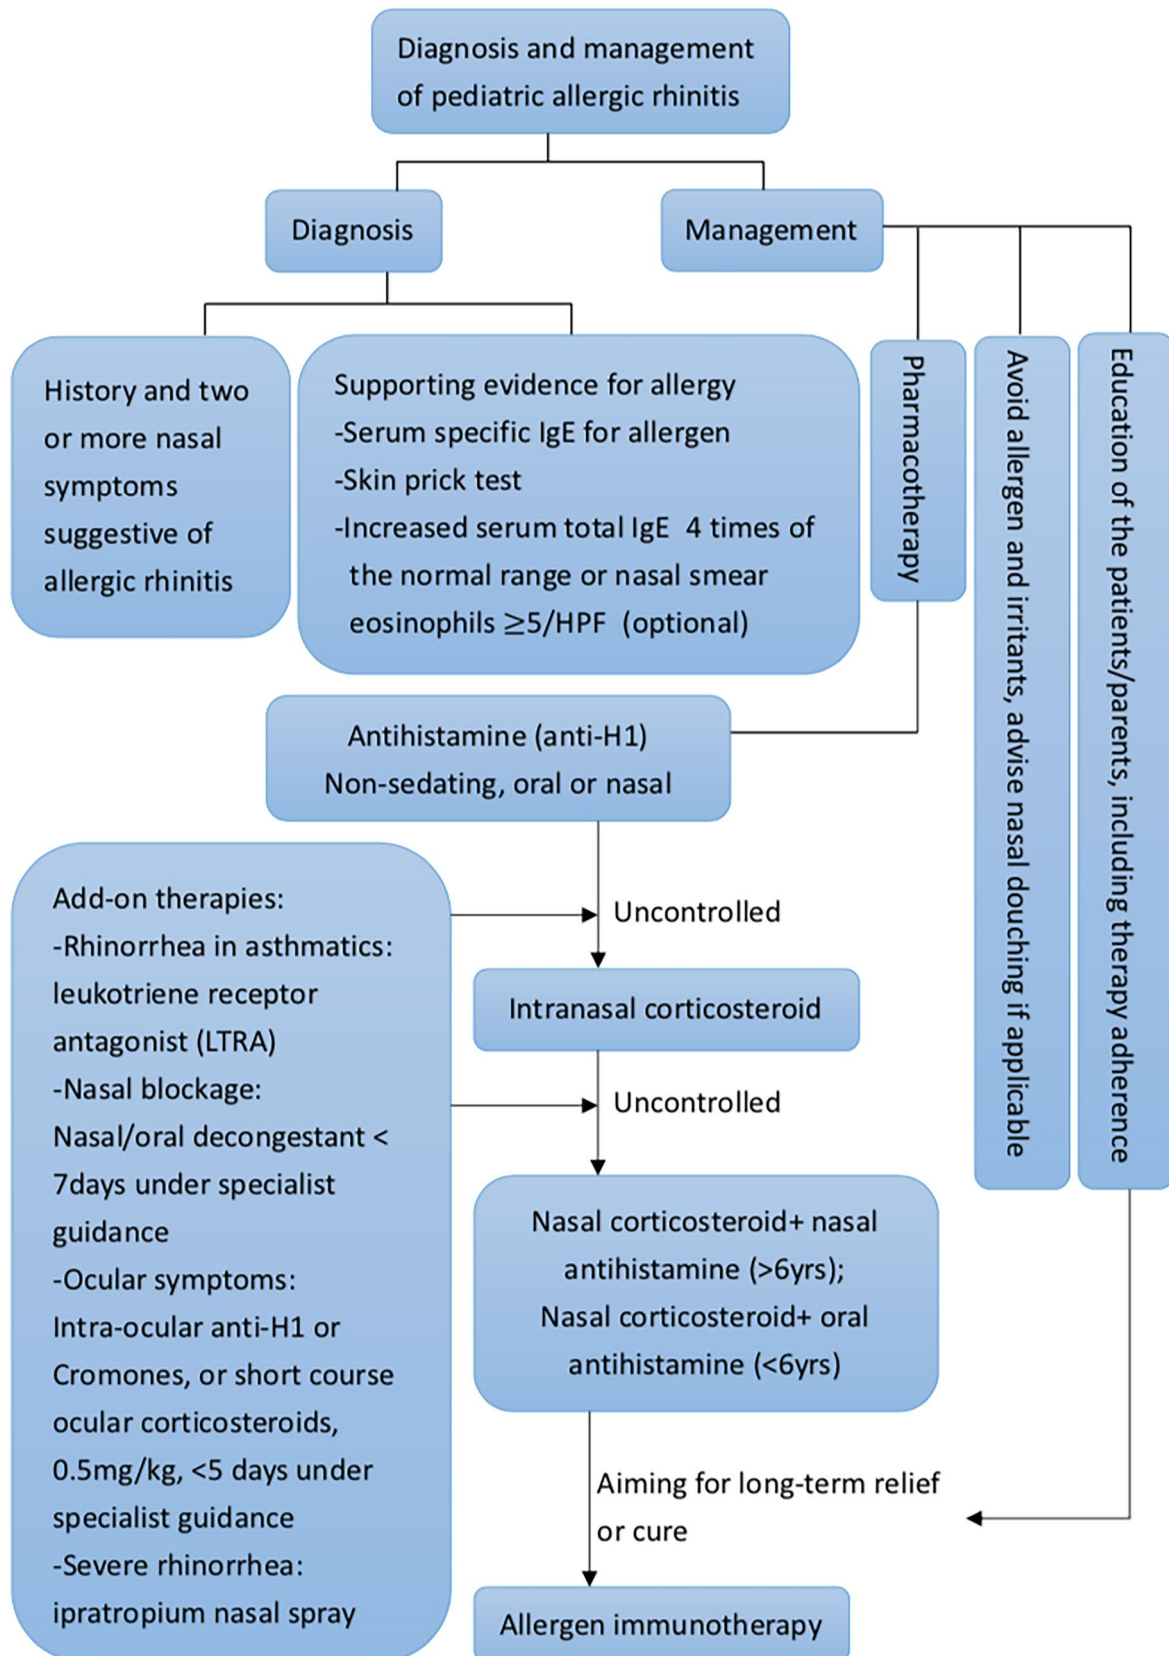 Diagnosis and management
of pediatric allergic rhinitis
Diagnosis
Management
History and two
or more nasal
symptoms
suggestive of
allergic rhinitis
Supporting evidence for allergy
-Serum specific IgE for allergen
-Skin prick test
-Increased serum total IgE 4 times of
the normal range or nasal smear
eosinophils ≥5/HPF (optional)
Pharmacotherapy
Avoid allergen and irritants, advise nasal douching if applicable
Education of the patients/parents, including therapy adherence
Antihistamine (anti-H1)
Non-sedating, oral or nasal
Add-on therapies:
-Rhinorrhea in asthmatics:
leukotriene receptor
antagonist (LTRA)
-Nasal blockage:
Nasal/oral decongestant <
7days under specialist
guidance
-Ocular symptoms:
Intra-ocular anti-H1 or
Cromones, or short course
ocular corticosteroids,
0.5mg/kg, <5 days under
specialist guidance
-Severe rhinorrhea:
ipratropium nasal spray
Uncontrolled
Intranasal corticosteroid
Uncontrolled
Nasal corticosteroid+ nasal
antihistamine (>6yrs);
Nasal corticosteroid+ oral
antihistamine (<6yrs)
Aiming for long-term relief
or cure
Allergen immunotherapy